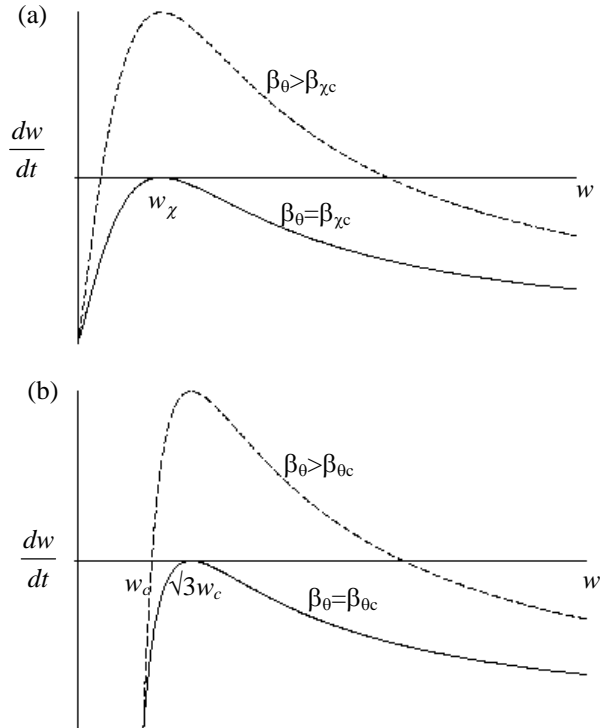 (a)
β_θ>β_χc
dw
dt
w
w_χ
β_θ=β_χc
(b)
β_θ>β_θc
dw
dt
w
w_c
√3w_c
β_θ=β_θc